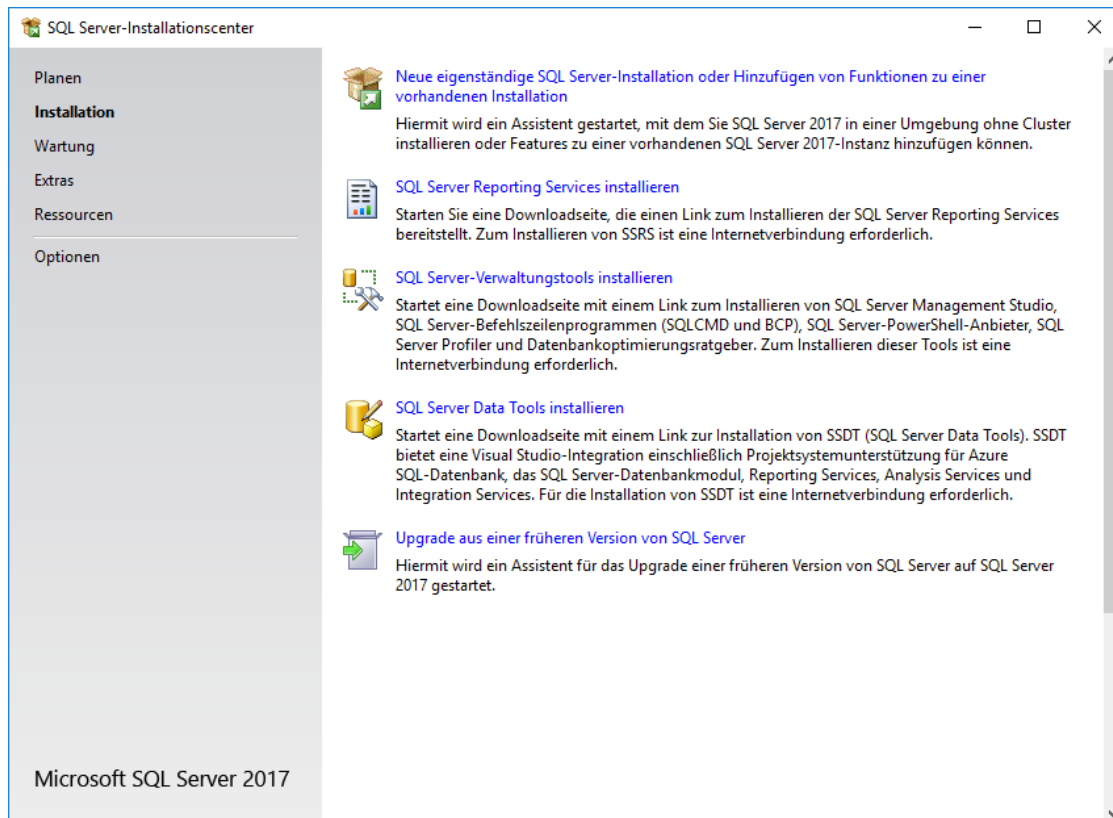 SQL Server-Installationscenter
Planen
Installation
Wartung
Extras
Ressourcen
Optionen
Microsoft SQL Server 2017
Neue eigenständige SQL Server-Installation oder Hinzufügen von Funktionen zu einer
vorhandenen Installation
Hiermit wird ein Assistent gestartet, mit dem Sie SQL Server 2017 in einer Umgebung ohne Cluster
installieren oder Features zu einer vorhandenen SQL Server 2017-Instanz hinzufügen können.
SQL Server Reporting Services installieren
Starten Sie eine Downloadseite, die einen Link zum Installieren der SQL Server Reporting Services
bereitstellt. Zum Installieren von SSRS ist eine Internetverbindung erforderlich.
SQL Server-Verwaltungstools installieren
Startet eine Downloadseite mit einem Link zum Installieren von SQL Server Management Studio,
SQL Server-Befehlszeilenprogrammen (SQLCMD und BCP), SQL Server-PowerShell-Anbieter, SQL
Server Profiler und Datenbankoptimierungsratgeber. Zum Installieren dieser Tools ist eine
Internetverbindung erforderlich.
SQL Server Data Tools installieren
Startet eine Downloadseite mit einem Link zur Installation von SSDT (SQL Server Data Tools). SSDT
bietet eine Visual Studio-Integration einschließlich Projektsystemunterstützung für Azure
SQL-Datenbank, das SQL Server-Datenbankmodul, Reporting Services, Analysis Services und
Integration Services. Für die Installation von SSDT ist eine Internetverbindung erforderlich.
Upgrade aus einer früheren Version von SQL Server
Hiermit wird ein Assistent für das Upgrade einer früheren Version von SQL Server auf SQL Server
2017 gestartet.